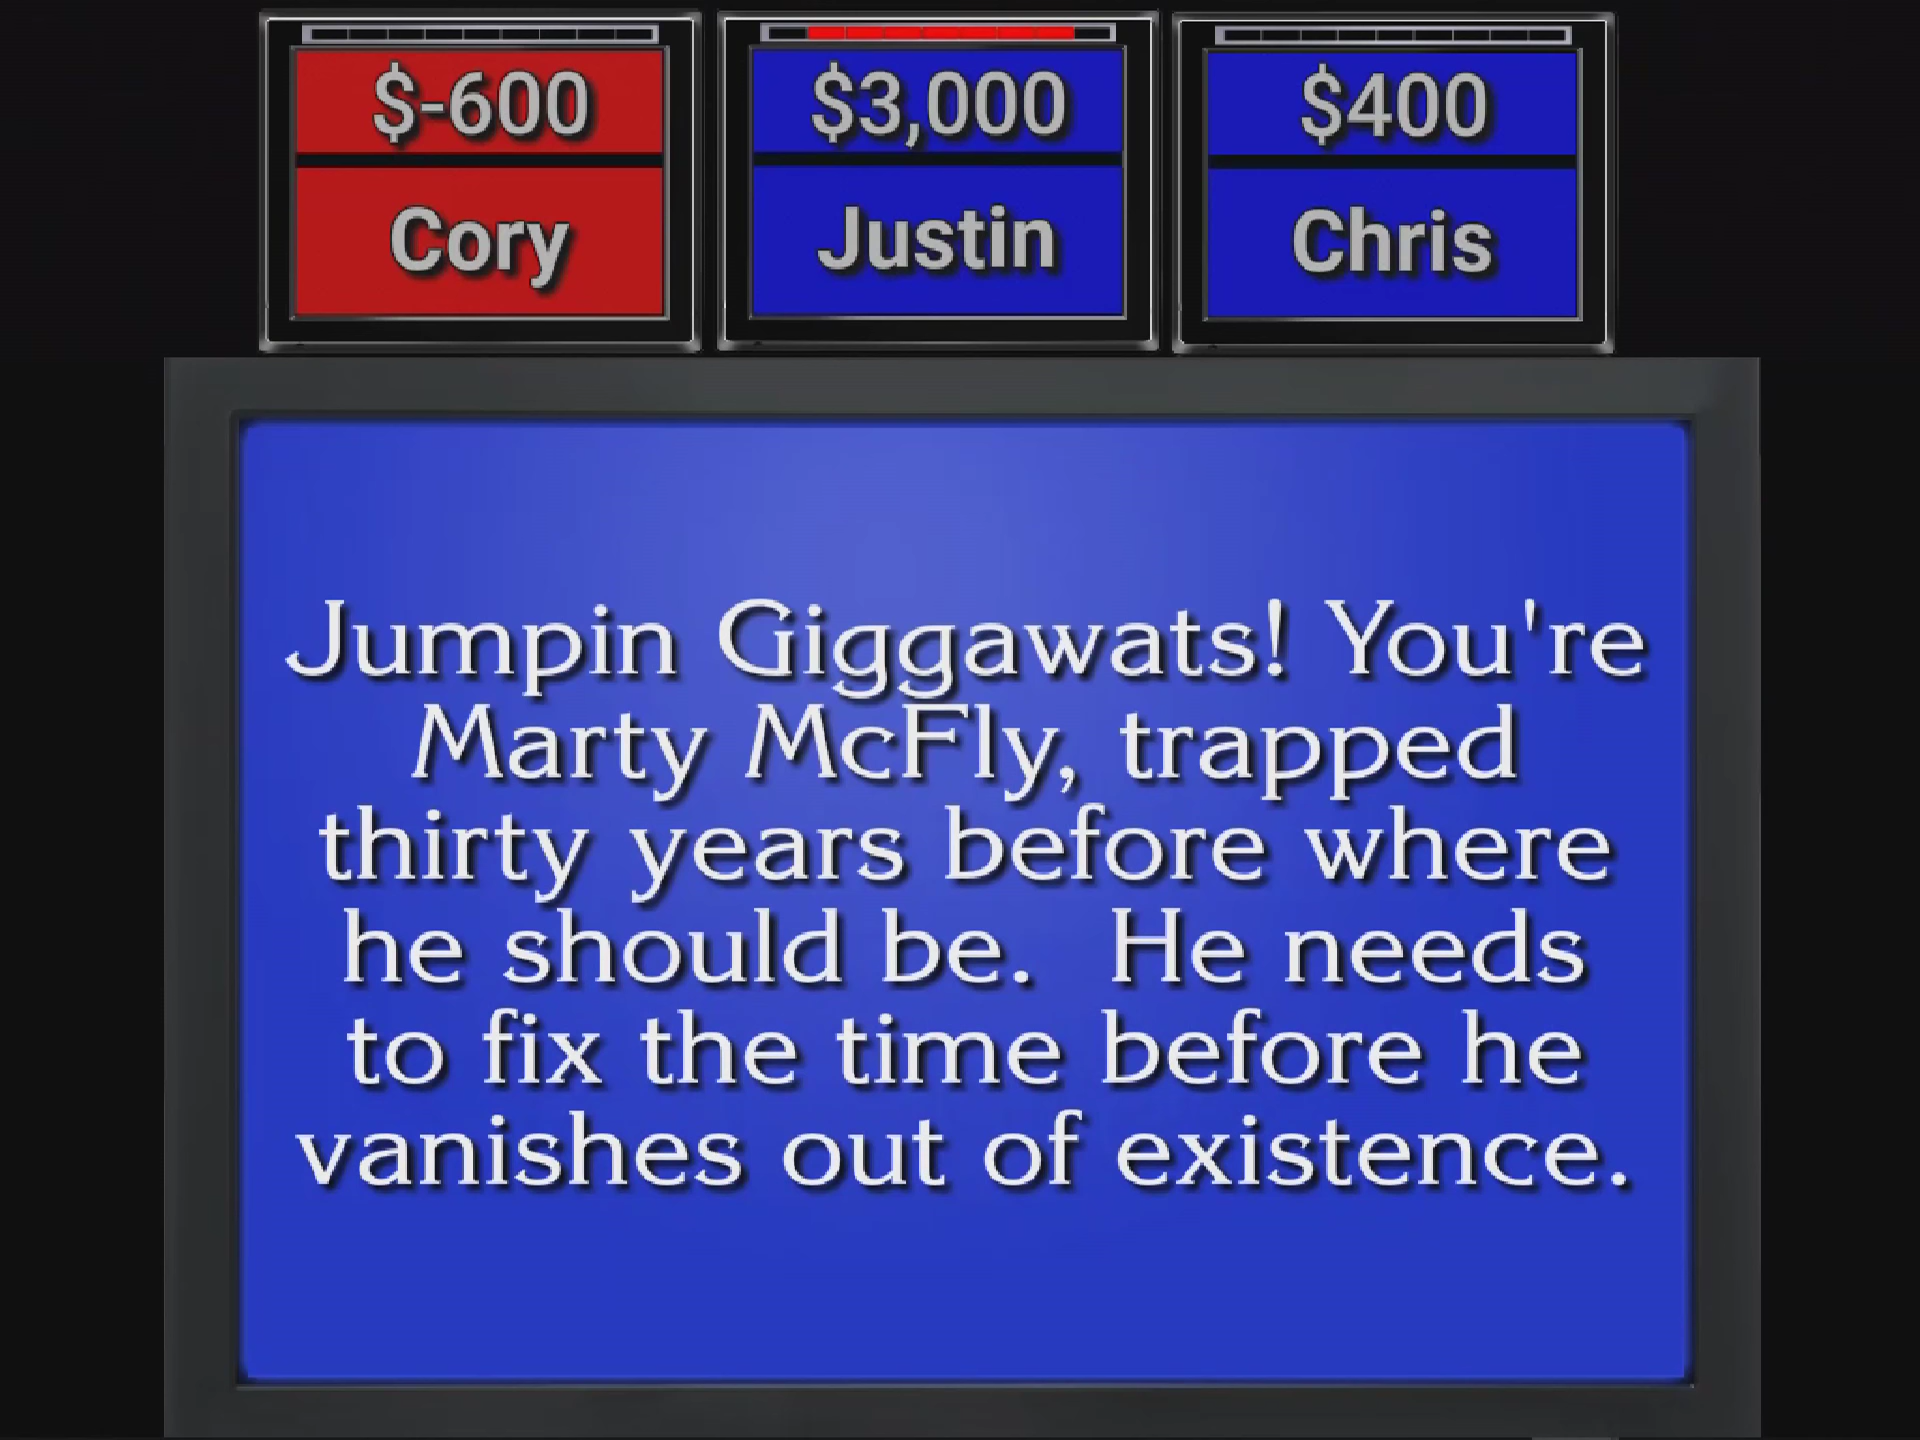 $-600
Cory
$3,000
Justin
$400
Chris
Jumpin Giggawats! You're
Marty McFly, trapped
thirty years before where
he should be. He needs
to fix the time before he
vanishes out of existence.